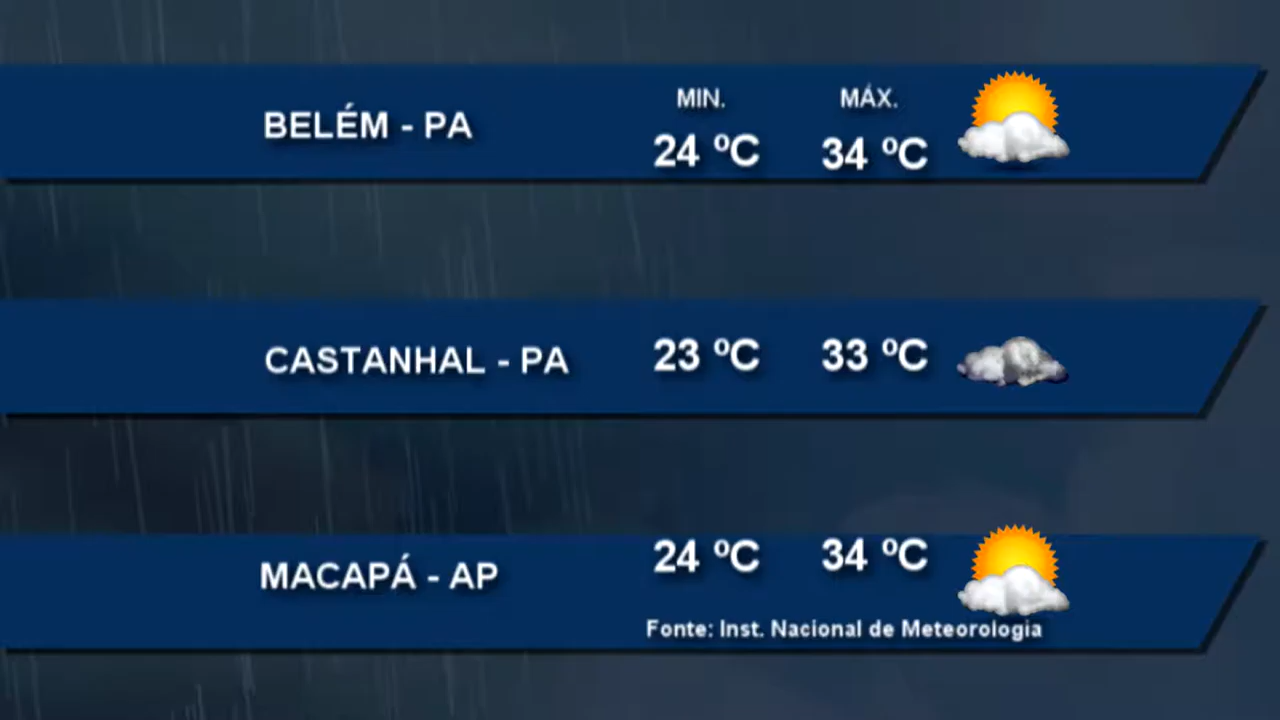 MIN. MÁX.
BELÉM - PA 24 ºC 34 ºC
CASTANHAL - PA 23 ºC 33 ºC
MACAPÁ - AP 24 ºC 34 ºC
Fonte: Inst. Nacional de Meteorologia